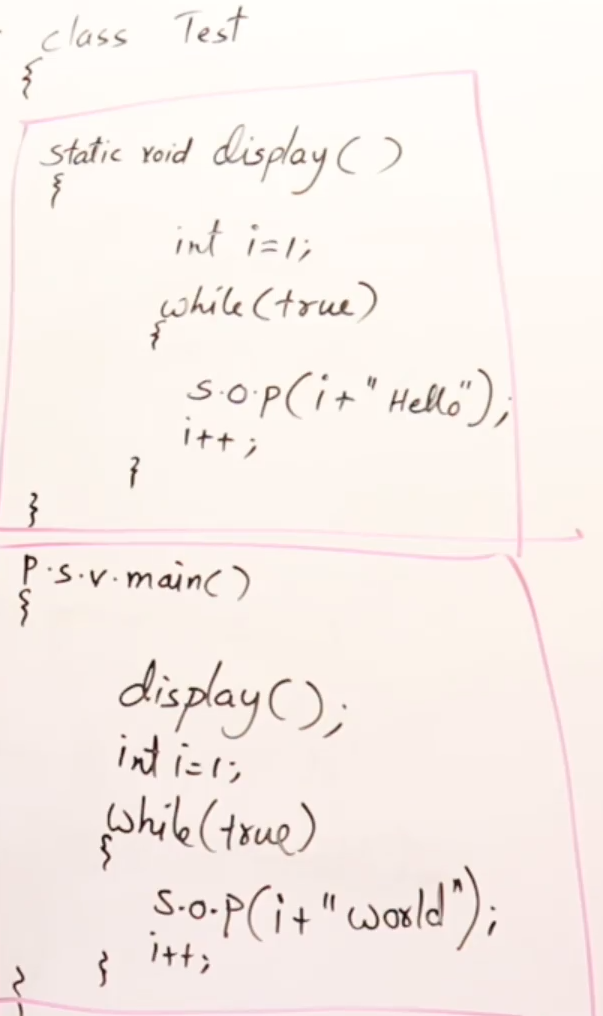 class Test
{
static void display()
{
int i=1;
while(true)
{
S.O.P(i+"Hello");
i++;
}
}
P.S.V.main()
{
display();
int i=1;
while(true)
{
S.O.P(i+"world");
i++;
}
}